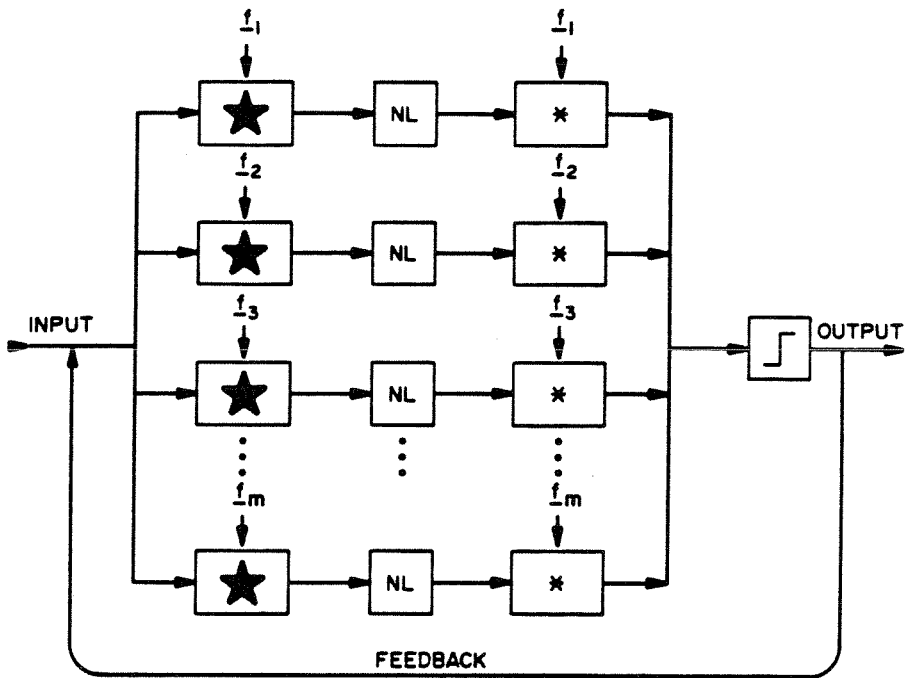 f1 f1
NL *
f2 f2
NL *
f3 f3
INPUT
OUTPUT
NL *
fm fm
NL *
FEEDBACK